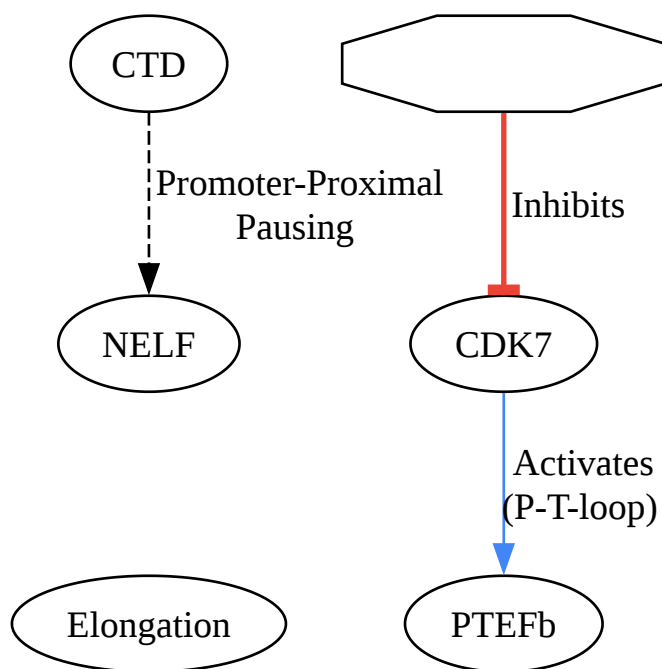 CTD
Promoter-Proximal
Pausing
Inhibits
NELF
CDK7
Activates
(P-T-loop)
Elongation
PTEFb